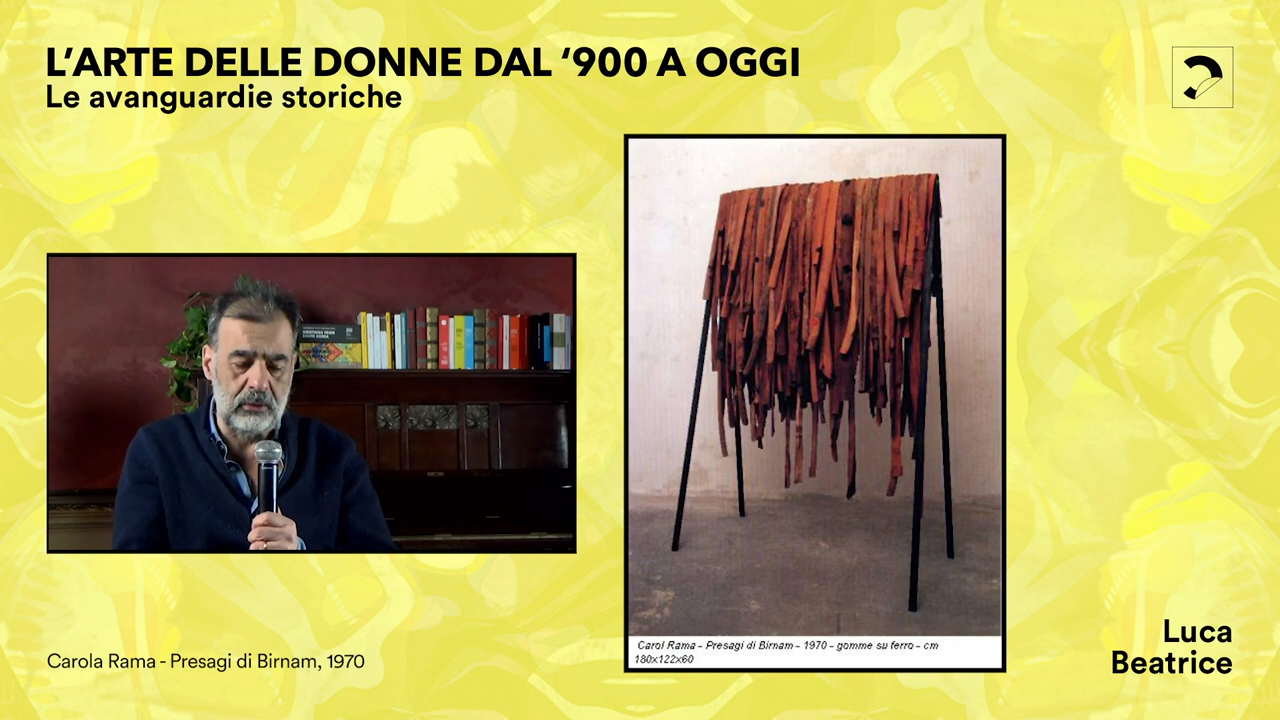 L'ARTE DELLE DONNE DAL ‘900 A OGGI
Le avanguardie storiche
Carol Rama - Presagi di Birnam - 1970 - gomme su ferro - cm
180x122x60
Carola Rama - Presagi di Birnam, 1970
Luca
Beatrice